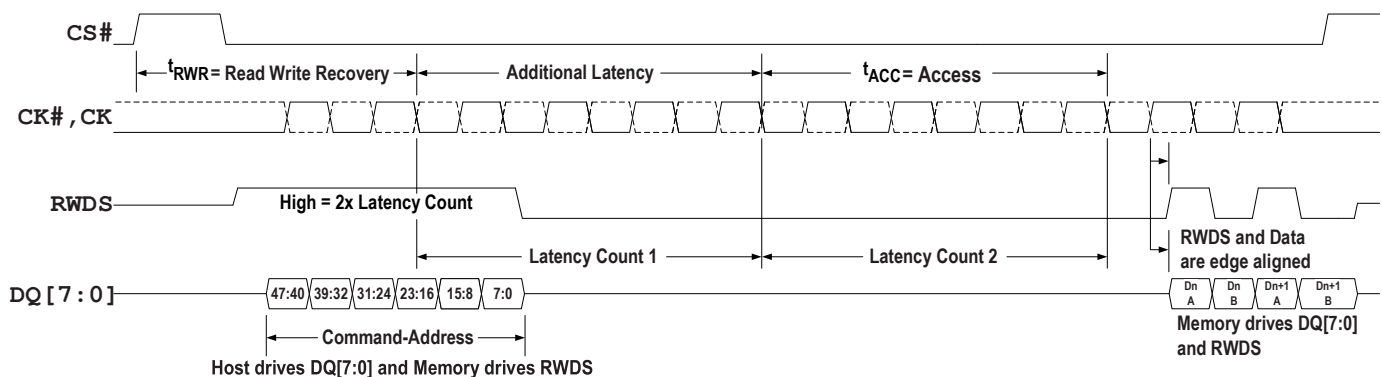 CS#
tRWR= Read Write Recovery
Additional Latency
tACC= Access
CK#,CK
RWDS
High = 2x Latency Count
Latency Count 1
Latency Count 2
RWDS and Data
are edge aligned
DQ[7:0]
47:40 39:32 31:24 23:16 15:8 7:0
Dn
A
Dn
B
Dn+1
A
Dn+1
B
Command-Address
Memory drives DQ[7:0]
and RWDS
Host drives DQ[7:0] and Memory drives RWDS